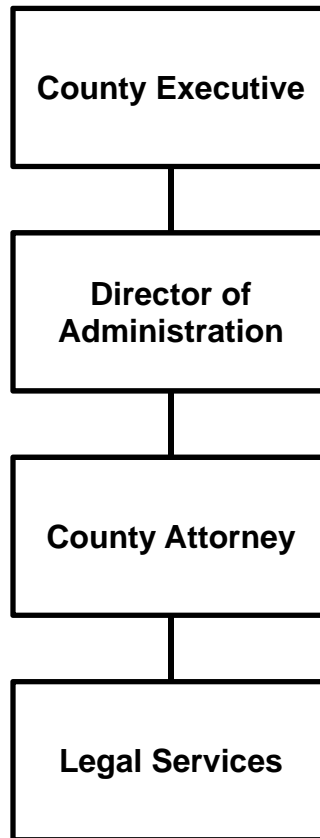 County Executive
Director of
Administration
County Attorney
Legal Services